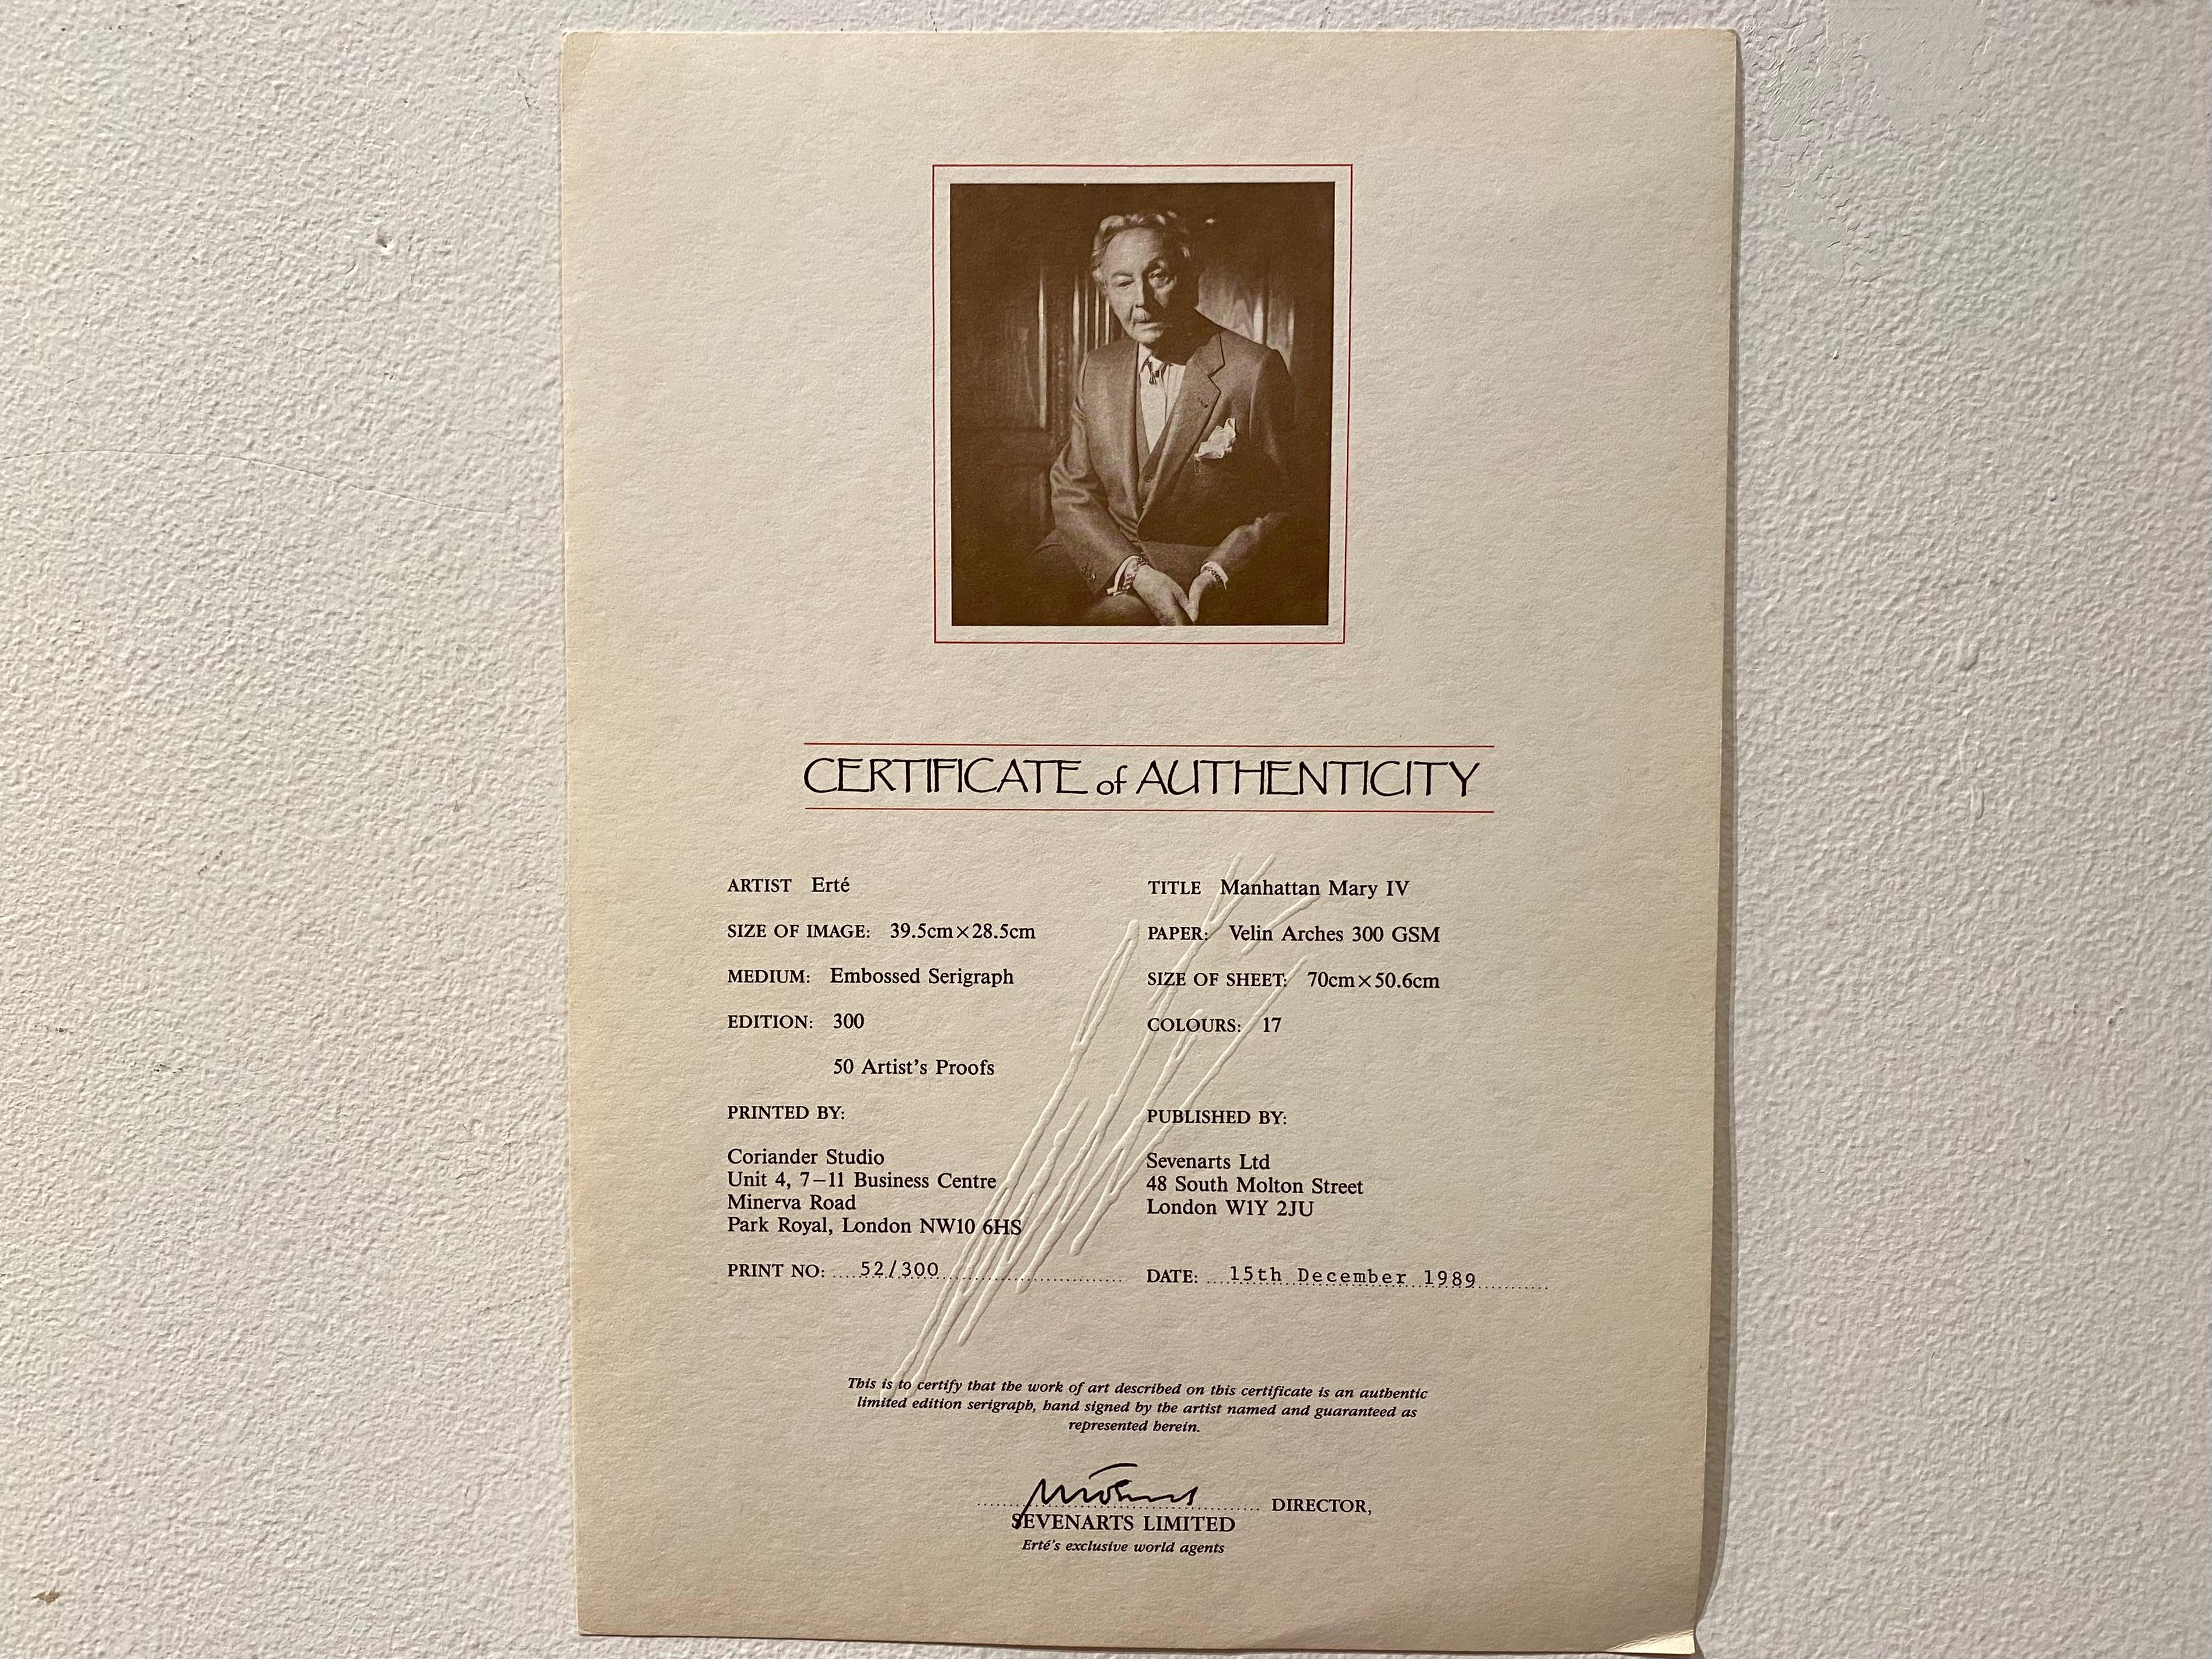 CERTIFICATE of AUTHENTICITY
ARTIST Erté
TITLE Manhattan Mary IV
SIZE OF IMAGE: 39.5cm×28.5cm
PAPER: Velin Arches 300 GSM
MEDIUM: Embossed Serigraph
SIZE OF SHEET: 70cm×50.6cm
EDITION: 300
COLOURS: 17
50 Artist's Proofs
PRINTED BY:
Coriander Studio
Unit 4, 7–11 Business Centre
Minerva Road
Park Royal, London NW10 6HS
PUBLISHED BY:
Sevenarts Ltd
48 South Molton Street
London W1Y 2JU
PRINT NO: 52/300
DATE: 15th December 1989
This is to certify that the work of art described on this certificate is an authentic
limited edition serigraph, hand signed by the artist named and guaranteed as
represented herein.
DIRECTOR,
SEVENARTS LIMITED
Erté's exclusive world agents